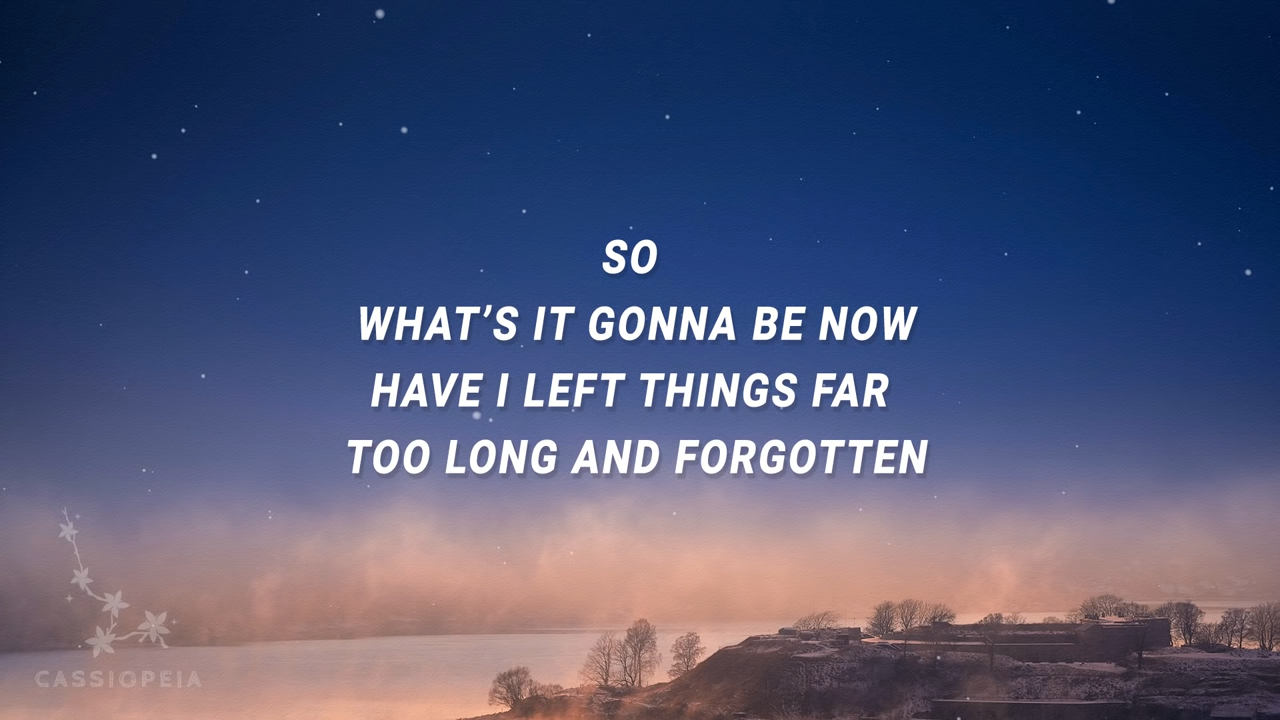 SO
WHAT’S IT GONNA BE NOW
HAVE I LEFT THINGS FAR
TOO LONG AND FORGOTTEN
CASSIOPEIA